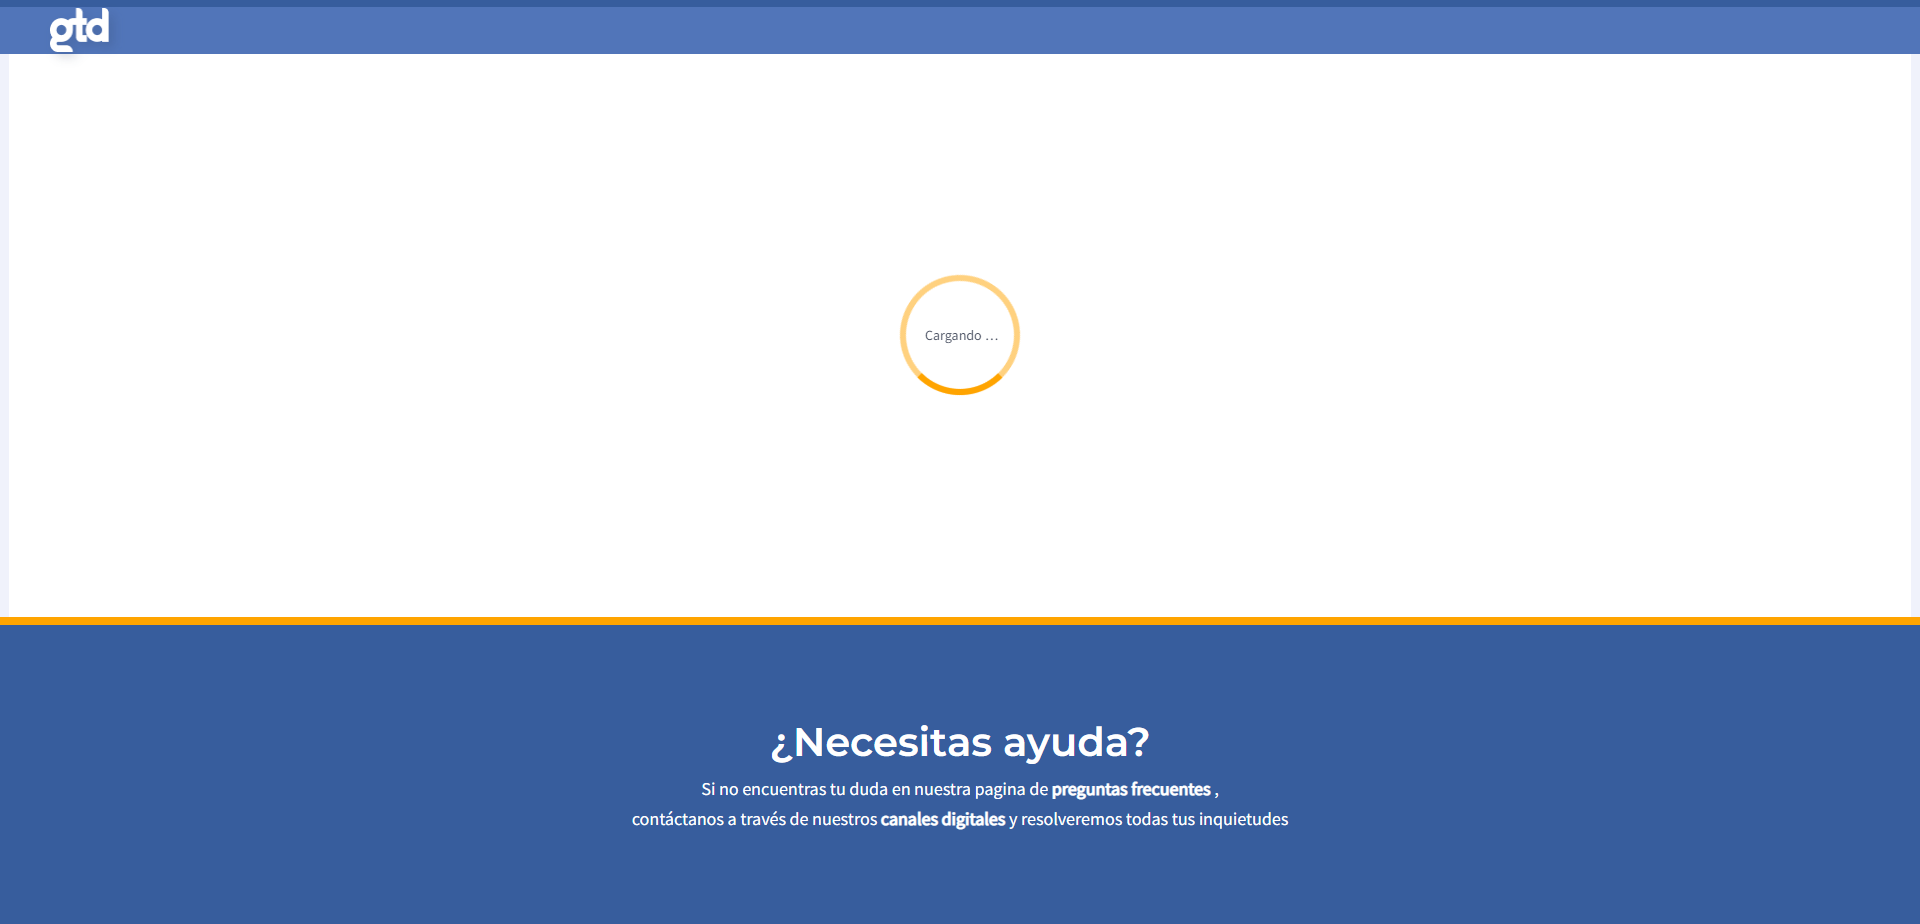 gtd
Cargando ...
¿Necesitas ayuda?
Si no encuentras tu duda en nuestra pagina de preguntas frecuentes ,
contáctanos a través de nuestros canales digitales y resolveremos todas tus inquietudes